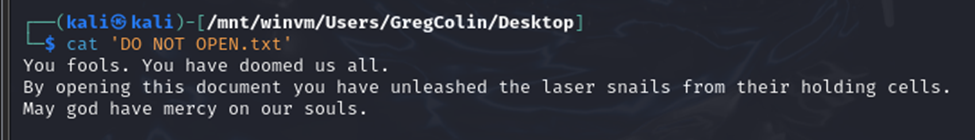 ┌──(kali㉿kali)-[/mnt/winvm/Users/GregColin/Desktop]
└─$ cat 'DO NOT OPEN.txt'
You fools. You have doomed us all.
By opening this document you have unleashed the laser snails from their holding cells.
May god have mercy on our souls.